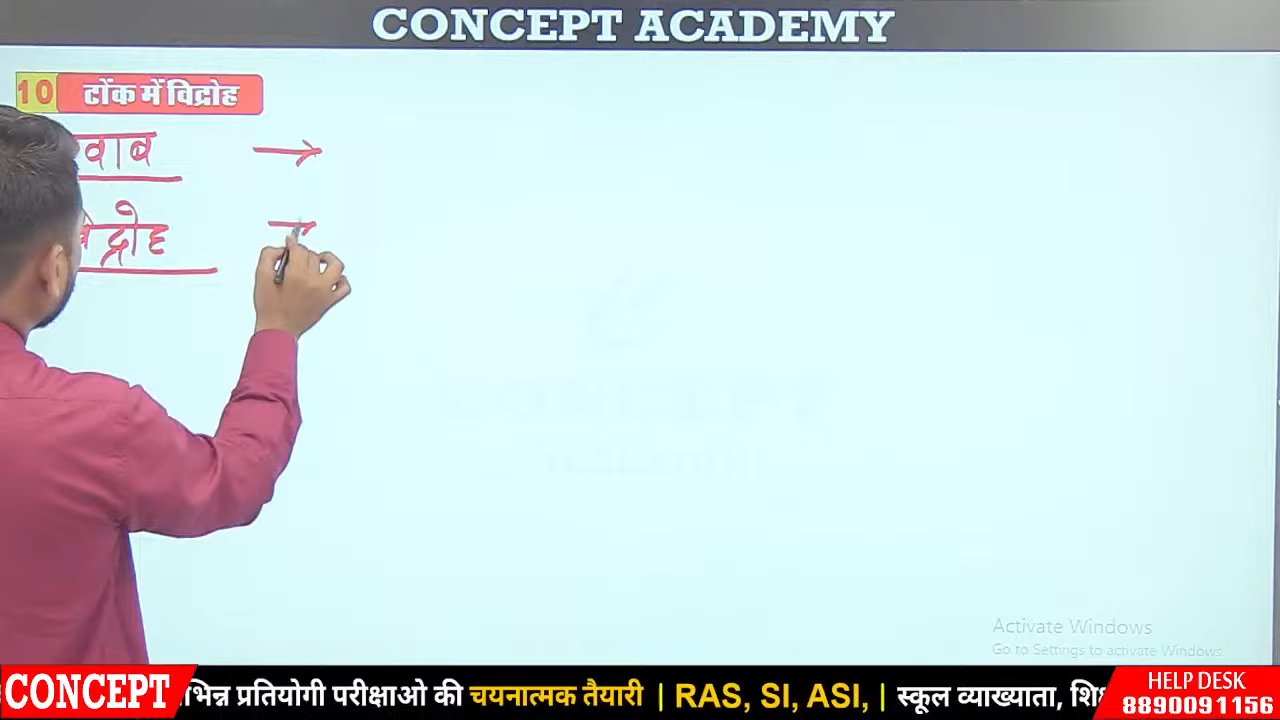 CONCEPT ACADEMY
10 टोंक में विद्रोह
वाब →
द्रोह →
CONCEPT
Activate Windows
Go to Settings to activate Windows.
CONCEPT भिन्न प्रतियोगी परीक्षाओ की चयनात्मक तैयारी | RAS, SI, ASI, | स्कूल व्याख्याता, शि
HELP DESK
8890091156